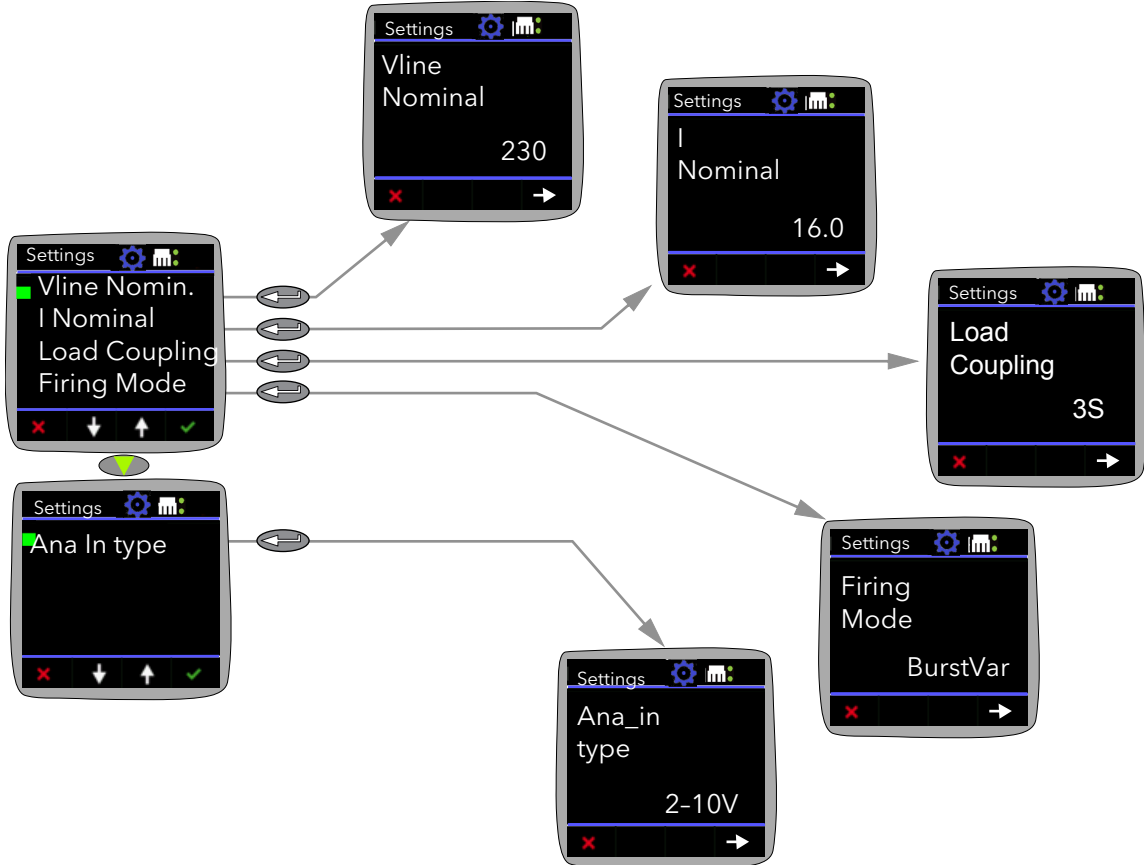 Settings
Vline
Nominal
230
Settings
I
Nominal
16.0
Settings
Vline Nomin.
I Nominal
Load Coupling
Firing Mode
Settings
Load
Coupling
3S
Settings
Ana In type
Settings
Firing
Mode
BurstVar
Settings
Ana_in
type
2–10V